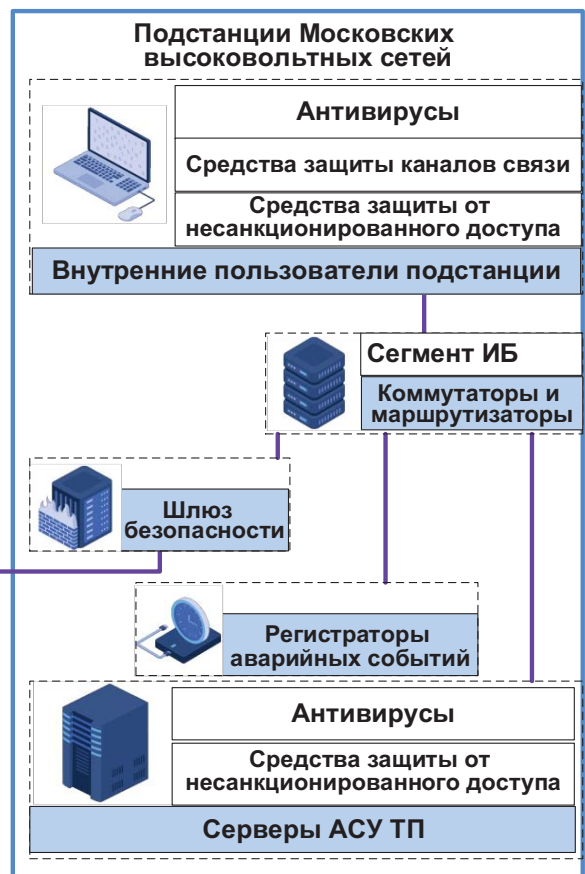 Подстанции Московских
высоковольтных сетей
Антивирусы
Средства защиты каналов связи
Средства защиты от
несанкционированного доступа
Внутренние пользователи подстанции
Сегмент ИБ
Коммутаторы и
маршрутизаторы
Шлюз
безопасности
Регистраторы
аварийных событий
Антивирусы
Средства защиты от
несанкционированного доступа
Серверы АСУ ТП